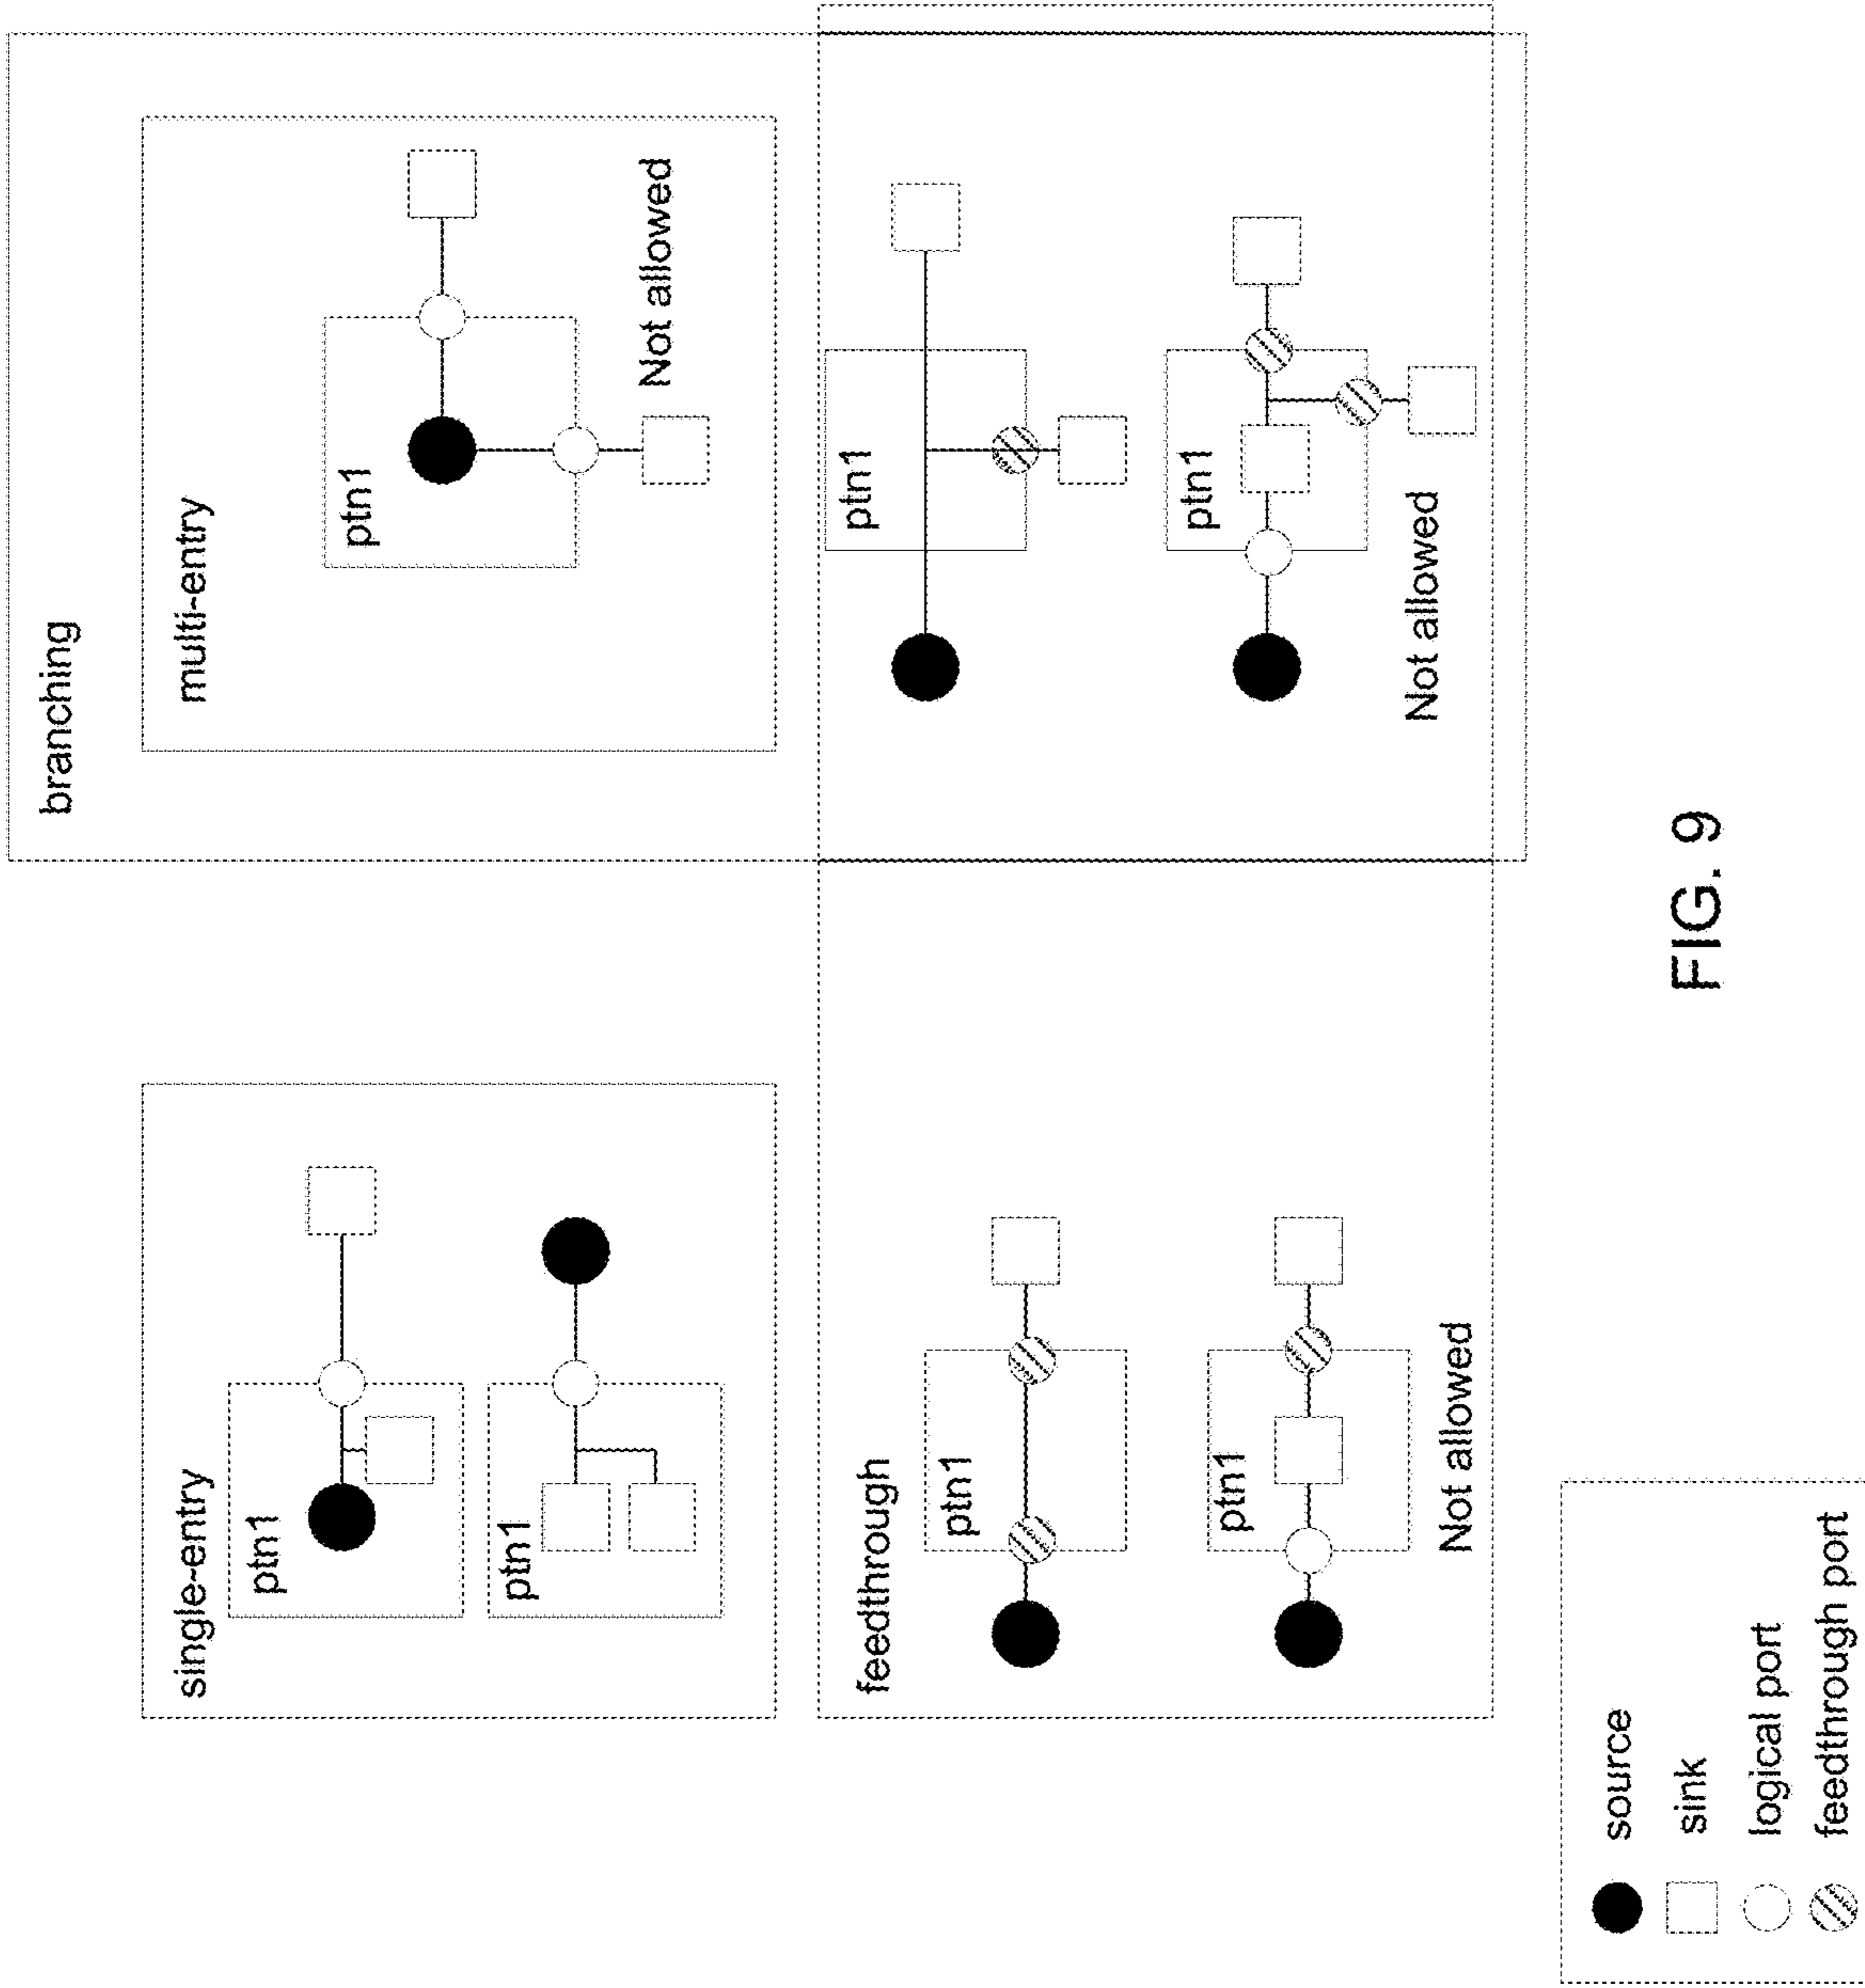 branching
single-entry
ptn1
ptn1
multi-entry
ptn1
Not allowed
feedthrough
ptn1
ptn1
Not allowed
ptn1
ptn1
Not allowed
source
sink
logical port
feedthrough port
FIG. 9